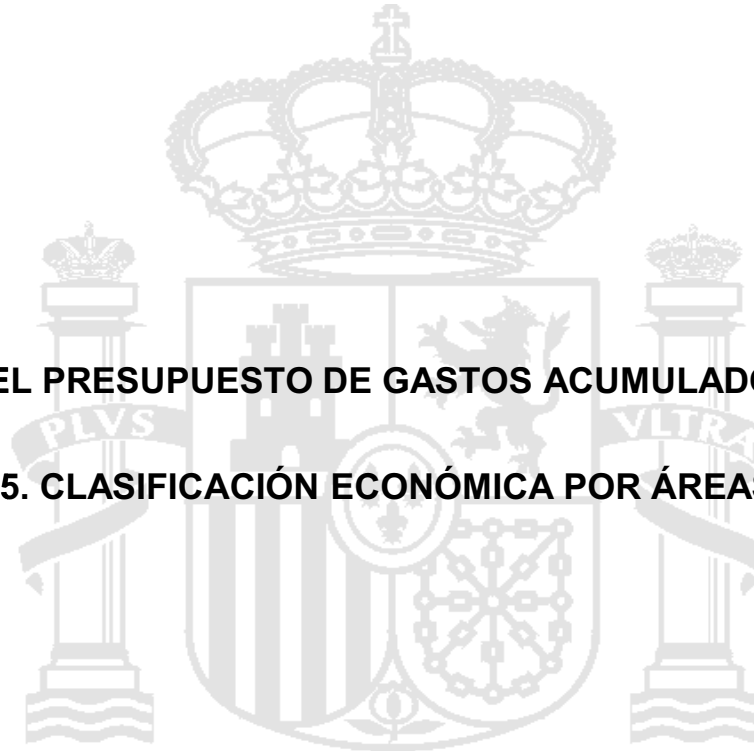 EL PRESUPUESTO DE GASTOS ACUMULADO
5. CLASIFICACIÓN ECONÓMICA POR ÁREAS
PLVS
VLTRA